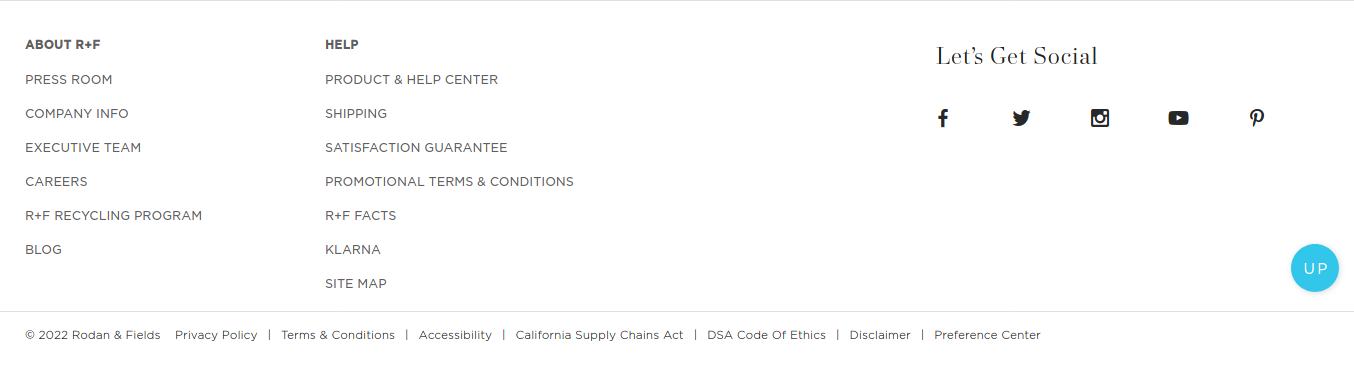 ABOUT R+F
PRESS ROOM
COMPANY INFO
EXECUTIVE TEAM
CAREERS
R+F RECYCLING PROGRAM
BLOG
HELP
PRODUCT & HELP CENTER
SHIPPING
SATISFACTION GUARANTEE
PROMOTIONAL TERMS & CONDITIONS
R+F FACTS
KLARNA
SITE MAP
Let's Get Social
UP
© 2022 Rodan & Fields Privacy Policy | Terms & Conditions | Accessibility | California Supply Chains Act | DSA Code Of Ethics | Disclaimer | Preference Center